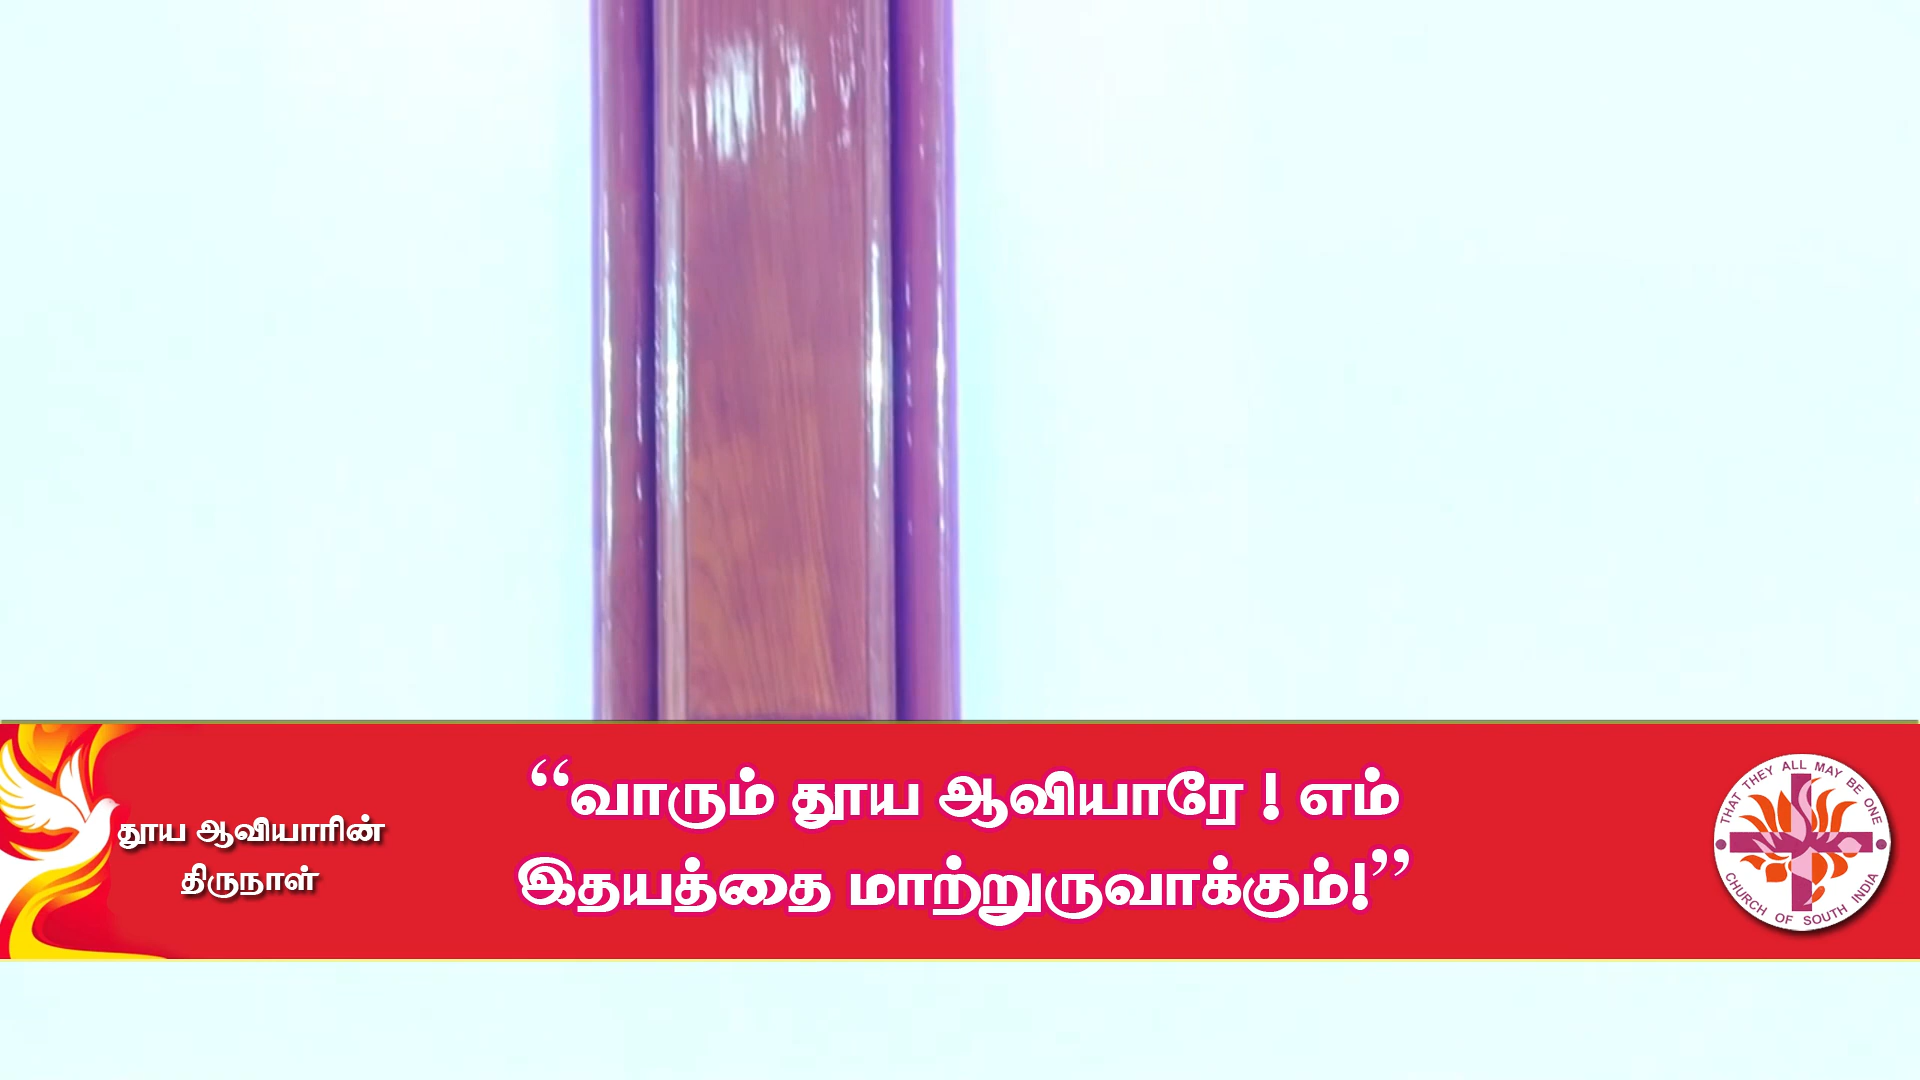 தூய ஆவியாரின்
திருநாள்
“வாரும் தூய ஆவியாரே ! எம்
இதயத்தை மாற்றுருவாக்கும்!”
THAT THEY ALL MAY BE ONE
CHURCH OF SOUTH INDIA